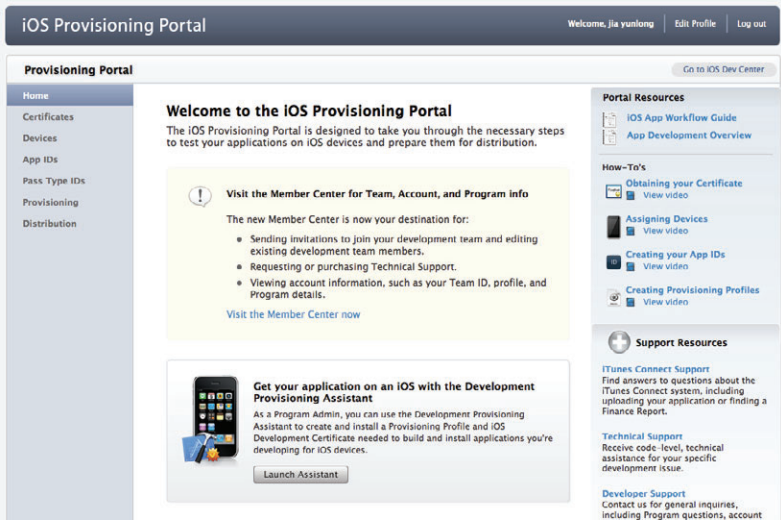 iOS Provisioning Portal
Welcome, jia yunlong
Edit Profile
Log out
Provisioning Portal
Go to iOS Dev Center
Home
Certificates
Devices
App IDs
Pass Type IDs
Provisioning
Distribution
Welcome to the iOS Provisioning Portal
The iOS Provisioning Portal is designed to take you through the necessary steps
to test your applications on iOS devices and prepare them for distribution.
Visit the Member Center for Team, Account, and Program info
The new Member Center is now your destination for:
Sending invitations to join your development team and editing
existing development team members.
Requesting or purchasing Technical Support.
Viewing account information, such as your Team ID, profile, and
Program details.
Visit the Member Center now
Get your application on an iOS with the Development
Provisioning Assistant
As a Program Admin, you can use the Development Provisioning
Assistant to create and install a Provisioning Profile and iOS
Development Certificate needed to build and install applications you're
developing for iOS devices.
Launch Assistant
Portal Resources
iOS App Workflow Guide
App Development Overview
How-To's
Obtaining your Certificate
View video
Assigning Devices
View video
ID
Creating your App IDs
View video
Creating Provisioning Profiles
View video
Support Resources
iTunes Connect Support
Find answers to questions about the
iTunes Connect system, including
uploading your application or finding a
Finance Report.
Technical Support
Receive code-level, technical
assistance for your specific
development issue.
Developer Support
Contact us for general inquiries,
including Program questions, account